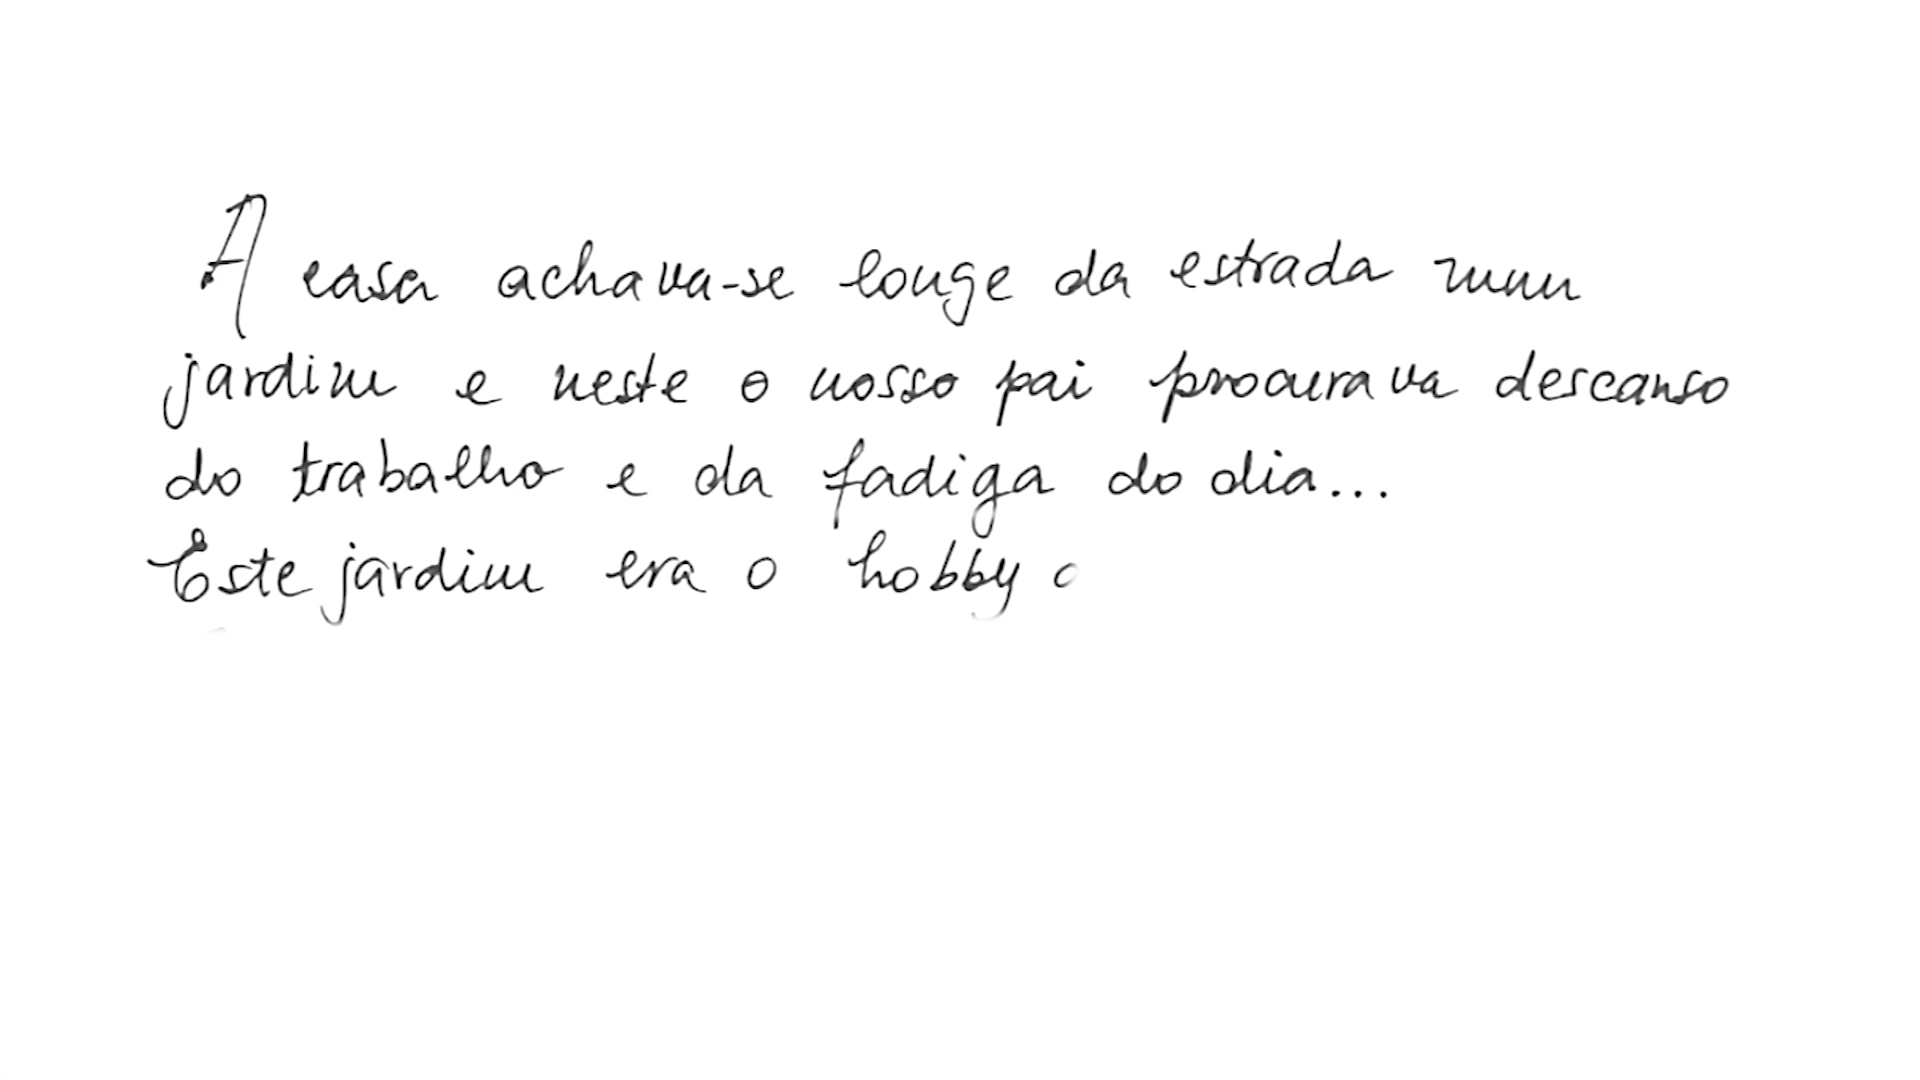 A casa achava-se longe da estrada num
jardim e neste o nosso pai procurava descanso
do trabalho e da fadiga do dia...
Este jardim era o hobby